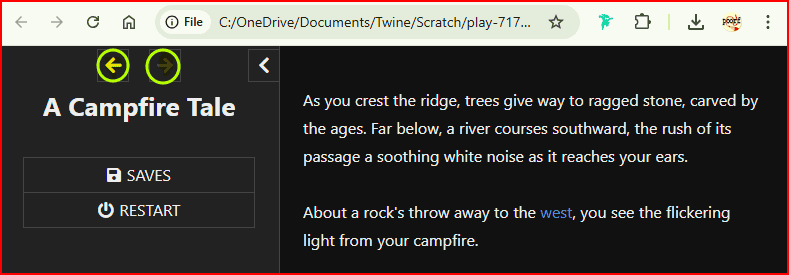 File
C:/OneDrive/Documents/Twine/Scratch/play-717...
A Campfire Tale
SAVES
RESTART
As you crest the ridge, trees give way to ragged stone, carved by
the ages. Far below, a river courses southward, the rush of its
passage a soothing white noise as it reaches your ears.
About a rock's throw away to the west, you see the flickering
light from your campfire.